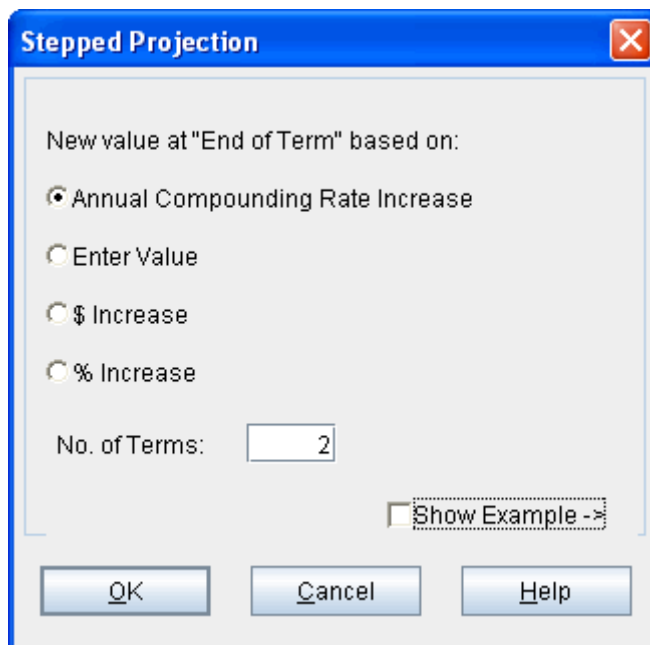 Stepped Projection
New value at "End of Term" based on:
Annual Compounding Rate Increase
Enter Value
$ Increase
% Increase
No. of Terms: 2
Show Example ->
OK Cancel Help